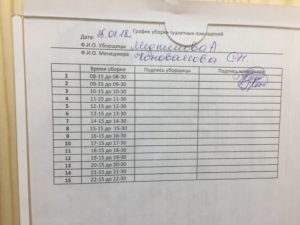 График уборки туалетных помещений
Дата: 15.01.18.
Ф.И.О. Уборщицы А
Ф.И.О. Менеджера Коновалова
Время уборки Подпись уборщицы Подпись менеджера
1 08-15 до 08-30
2 09-15 до 09-30
3 10-15 до 10-30
4 11-15 до 11-30
5 12-15 до 12-30
6 13-15 до 13-30
7 14-15 до 14-30
8 15-15 до 15-30
9 16-15 до 16-30
10 17-15 до 17-30
11 18-15 до 18-30
12 19-15 до 19-30
13 20-15 до 20-30
14 21-15 до 21-30
15 22-15 до 22-30